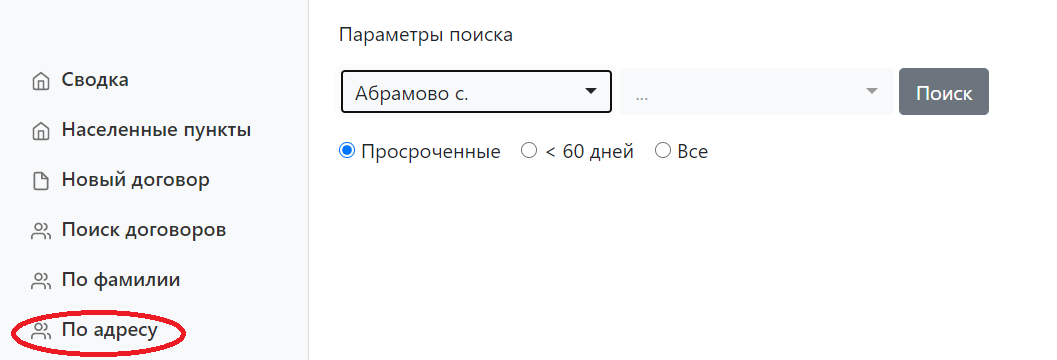 Сводка
Населенные пункты
Новый договор
Поиск договоров
По фамилии
По адресу
Параметры поиска
Абрамово с.
...
Поиск
Просроченные
< 60 дней
Все